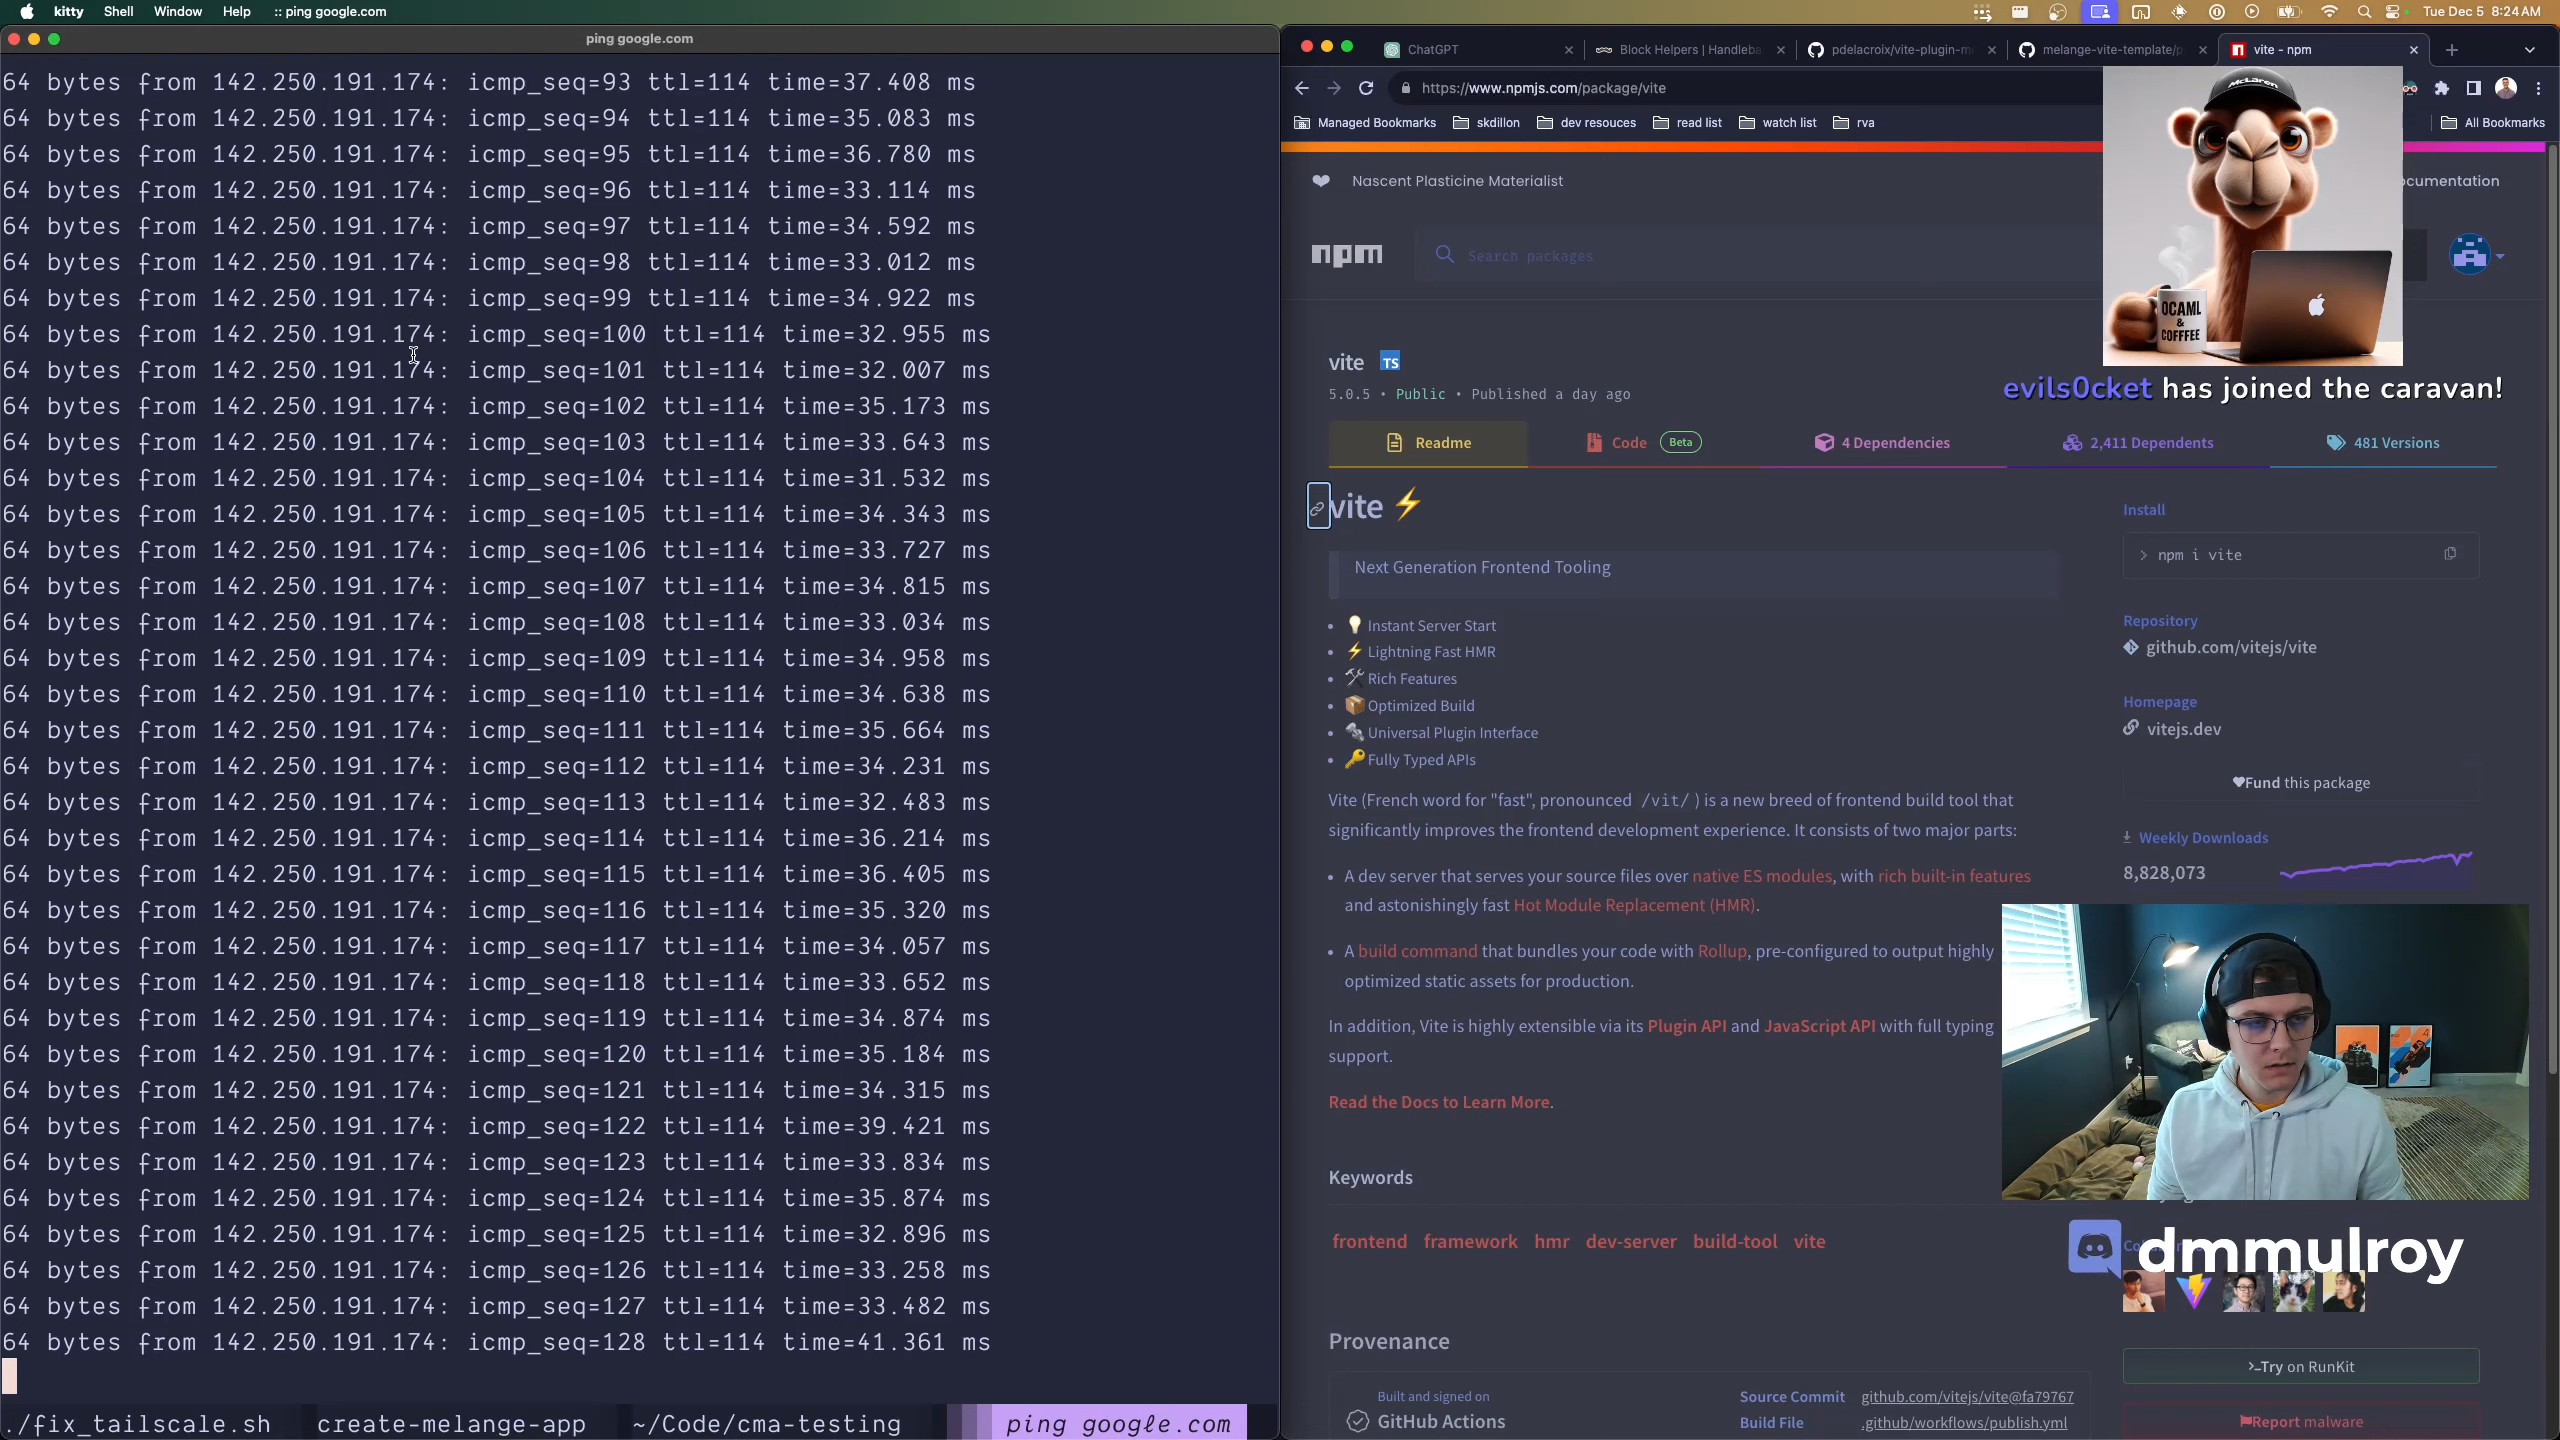 kitty Shell Window Help :: ping google.com
Tue Dec 5 8:24AM
ping google.com
64 bytes from 142.250.191.174: icmp_seq=93 ttl=114 time=37.408 ms
64 bytes from 142.250.191.174: icmp_seq=94 ttl=114 time=35.083 ms
64 bytes from 142.250.191.174: icmp_seq=95 ttl=114 time=36.780 ms
64 bytes from 142.250.191.174: icmp_seq=96 ttl=114 time=33.114 ms
64 bytes from 142.250.191.174: icmp_seq=97 ttl=114 time=34.592 ms
64 bytes from 142.250.191.174: icmp_seq=98 ttl=114 time=33.012 ms
64 bytes from 142.250.191.174: icmp_seq=99 ttl=114 time=34.922 ms
64 bytes from 142.250.191.174: icmp_seq=100 ttl=114 time=32.955 ms
64 bytes from 142.250.191.174: icmp_seq=101 ttl=114 time=32.007 ms
64 bytes from 142.250.191.174: icmp_seq=102 ttl=114 time=35.173 ms
64 bytes from 142.250.191.174: icmp_seq=103 ttl=114 time=33.643 ms
64 bytes from 142.250.191.174: icmp_seq=104 ttl=114 time=31.532 ms
64 bytes from 142.250.191.174: icmp_seq=105 ttl=114 time=34.343 ms
64 bytes from 142.250.191.174: icmp_seq=106 ttl=114 time=33.727 ms
64 bytes from 142.250.191.174: icmp_seq=107 ttl=114 time=34.815 ms
64 bytes from 142.250.191.174: icmp_seq=108 ttl=114 time=33.034 ms
64 bytes from 142.250.191.174: icmp_seq=109 ttl=114 time=34.958 ms
64 bytes from 142.250.191.174: icmp_seq=110 ttl=114 time=34.638 ms
64 bytes from 142.250.191.174: icmp_seq=111 ttl=114 time=35.664 ms
64 bytes from 142.250.191.174: icmp_seq=112 ttl=114 time=34.231 ms
64 bytes from 142.250.191.174: icmp_seq=113 ttl=114 time=32.483 ms
64 bytes from 142.250.191.174: icmp_seq=114 ttl=114 time=36.214 ms
64 bytes from 142.250.191.174: icmp_seq=115 ttl=114 time=36.405 ms
64 bytes from 142.250.191.174: icmp_seq=116 ttl=114 time=35.320 ms
64 bytes from 142.250.191.174: icmp_seq=117 ttl=114 time=34.057 ms
64 bytes from 142.250.191.174: icmp_seq=118 ttl=114 time=33.652 ms
64 bytes from 142.250.191.174: icmp_seq=119 ttl=114 time=34.874 ms
64 bytes from 142.250.191.174: icmp_seq=120 ttl=114 time=35.184 ms
64 bytes from 142.250.191.174: icmp_seq=121 ttl=114 time=34.315 ms
64 bytes from 142.250.191.174: icmp_seq=122 ttl=114 time=39.421 ms
64 bytes from 142.250.191.174: icmp_seq=123 ttl=114 time=33.834 ms
64 bytes from 142.250.191.174: icmp_seq=124 ttl=114 time=35.874 ms
64 bytes from 142.250.191.174: icmp_seq=125 ttl=114 time=32.896 ms
64 bytes from 142.250.191.174: icmp_seq=126 ttl=114 time=33.258 ms
64 bytes from 142.250.191.174: icmp_seq=127 ttl=114 time=33.482 ms
64 bytes from 142.250.191.174: icmp_seq=128 ttl=114 time=41.361 ms
./fix_tailscale.sh create-melange-app ~/Code/cma-testing ping google.com
ChatGPT Block Helpers | Handleba pdelacroix/vite-plugin-m melange-vite-template/p vite - npm
https://www.npmjs.com/package/vite
Managed Bookmarks skdillon dev resouces read list watch list rva All Bookmarks
Nascent Plasticine Materialist
ocumentation
npm Search packages
McLaren
OCAML
&
COFFFEE
evils0cket has joined the caravan!
vite TS
5.0.5 • Public • Published a day ago
Readme Code Beta 4 Dependencies 2,411 Dependents 481 Versions
vite
Next Generation Frontend Tooling
Instant Server Start
Lightning Fast HMR
Rich Features
Optimized Build
Universal Plugin Interface
Fully Typed APIs
Vite (French word for "fast", pronounced /vit/ ) is a new breed of frontend build tool that
significantly improves the frontend development experience. It consists of two major parts:
• A dev server that serves your source files over native ES modules, with rich built-in features
and astonishingly fast Hot Module Replacement (HMR).
• A build command that bundles your code with Rollup, pre-configured to output highly
optimized static assets for production.
In addition, Vite is highly extensible via its Plugin API and JavaScript API with full typing
support.
Read the Docs to Learn More.
Keywords
frontend framework hmr dev-server build-tool vite
Provenance
Built and signed on
GitHub Actions
Source Commit github.com/vitejs/vite@fa79767
Build File .github/workflows/publish.yml
Install
> npm i vite
Repository
github.com/vitejs/vite
Homepage
vitejs.dev
Fund this package
Weekly Downloads
8,828,073
dmmulroy
Try on RunKit
Report malware